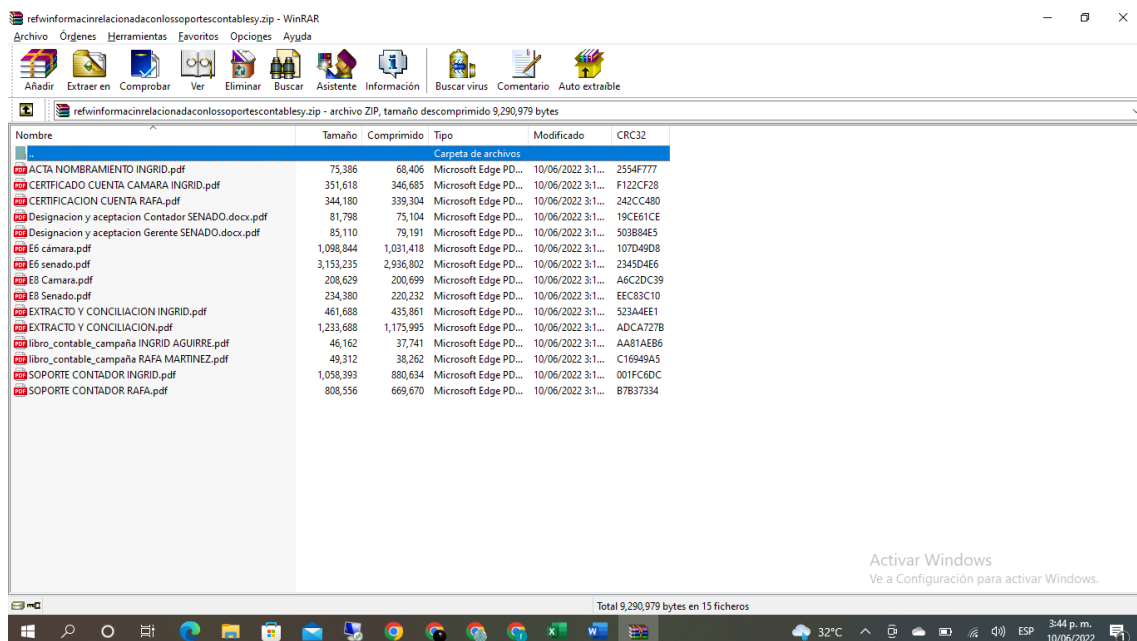 refwinformacinrelacionadaconlossoportescontablesy.zip - WinRAR
Archivo Órdenes Herramientas Favoritos Opciones Ayuda
Añadir Extraer en Comprobar Ver Eliminar Buscar Asistente Información Buscar virus Comentario Auto extraíble
refwinformacinrelacionadaconlossoportescontablesy.zip - archivo ZIP, tamaño descomprimido 9,290,979 bytes
Nombre Tamaño Comprimido Tipo Modificado CRC32
.. Carpeta de archivos
ACTA NOMBRAMIENTO INGRID.pdf 75,386 68,406 Microsoft Edge PD... 10/06/2022 3:1... 2554F777
CERTFICADO CUENTA CAMARA INGRID.pdf 351,618 346,685 Microsoft Edge PD... 10/06/2022 3:1... F122CF28
CERTIFICACION CUENTA RAFA.pdf 344,180 339,304 Microsoft Edge PD... 10/06/2022 3:1... 242CC480
Designacion y aceptacion Contador SENADO.docx.pdf 81,798 75,104 Microsoft Edge PD... 10/06/2022 3:1... 19CE61CE
Designacion y aceptacion Gerente SENADO.docx.pdf 85,110 79,191 Microsoft Edge PD... 10/06/2022 3:1... 503B84E5
E6 cámara.pdf 1,098,844 1,031,418 Microsoft Edge PD... 10/06/2022 3:1... 107D49D8
E6 senado.pdf 3,153,235 2,936,802 Microsoft Edge PD... 10/06/2022 3:1... 2345D4E6
E8 Camara.pdf 208,629 200,699 Microsoft Edge PD... 10/06/2022 3:1... A6C2DC39
E8 Senado.pdf 234,380 220,232 Microsoft Edge PD... 10/06/2022 3:1... EEC83C10
EXTRACTO Y CONCILIACION INGRID.pdf 461,688 435,861 Microsoft Edge PD... 10/06/2022 3:1... 523A4EE1
EXTRACTO Y CONCILIACION.pdf 1,233,688 1,175,995 Microsoft Edge PD... 10/06/2022 3:1... ADCA727B
libro_contable_campaña INGRID AGUIRRE.pdf 46,162 37,741 Microsoft Edge PD... 10/06/2022 3:1... AA81AEB6
libro_contable_campaña RAFA MARTINEZ.pdf 49,312 38,262 Microsoft Edge PD... 10/06/2022 3:1... C16949A5
SOPORTE CONTADOR INGRID.pdf 1,058,393 880,634 Microsoft Edge PD... 10/06/2022 3:1... 001FC6DC
SOPORTE CONTADOR RAFA.pdf 808,556 669,670 Microsoft Edge PD... 10/06/2022 3:1... B7B37334
Activar Windows
Ve a Configuración para activar Windows.
Total 9,290,979 bytes en 15 ficheros
32°C ESP 3:44 p. m.
10/06/2022